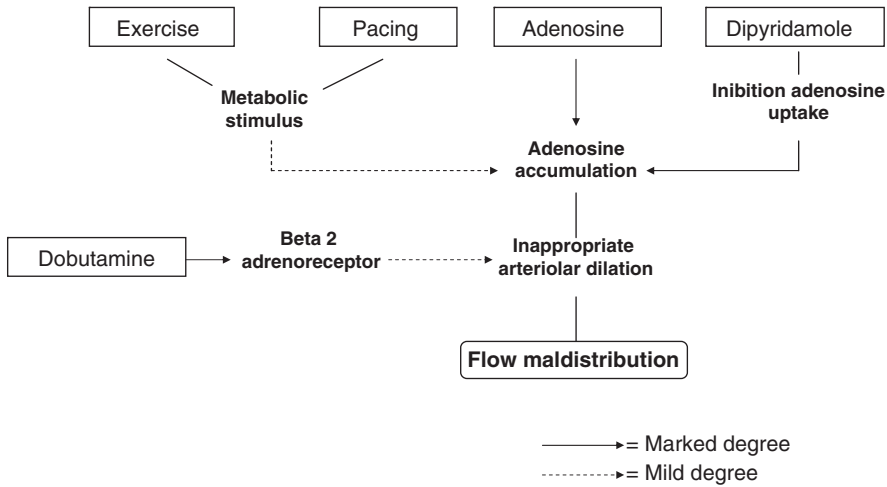 Exercise
Pacing
Adenosine
Dipyridamole
Metabolic
stimulus
Inibition adenosine
uptake
Adenosine
accumulation
Dobutamine
Beta 2
adrenoreceptor
Inappropriate
arteriolar dilation
Flow maldistribution
= Marked degree
= Mild degree